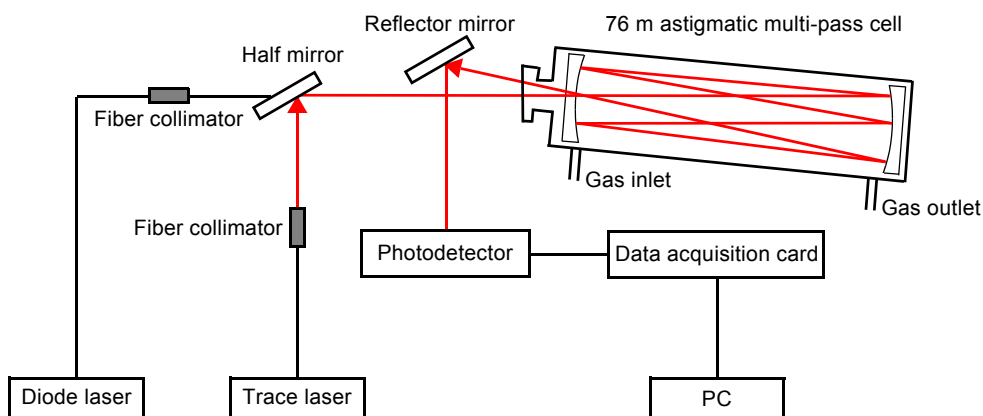 Reflector mirror
76 m astigmatic multi-pass cell
Half mirror
Fiber collimator
Gas inlet
Gas outlet
Fiber collimator
Photodetector
Data acquisition card
Diode laser
Trace laser
PC